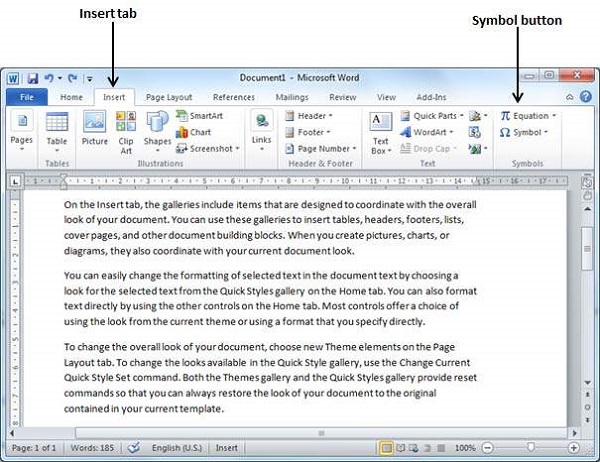 Insert tab
Symbol button
Document1 - Microsoft Word
File Home Insert Page Layout References Mailings Review View Add-Ins
Pages
Table
Tables
Picture
Clip
Art
Shapes
SmartArt
Chart
Screenshot
Illustrations
Links
Header
Footer
Page Number
Header & Footer
Text
Box
Quick Parts
WordArt
Drop Cap
Text
π Equation
Ω Symbol
Symbols
On the Insert tab, the galleries include items that are designed to coordinate with the overall
look of your document. You can use these galleries to insert tables, headers, footers, lists,
cover pages, and other document building blocks. When you create pictures, charts, or
diagrams, they also coordinate with your current document look.
You can easily change the formatting of selected text in the document text by choosing a
look for the selected text from the Quick Styles gallery on the Home tab. You can also format
text directly by using the other controls on the Home tab. Most controls offer a choice of
using the look from the current theme or using a format that you specify directly.
To change the overall look of your document, choose new Theme elements on the Page
Layout tab. To change the looks available in the Quick Style gallery, use the Change Current
Quick Style Set command. Both the Themes gallery and the Quick Styles gallery provide reset
commands so that you can always restore the look of your document to the original
contained in your current template.
Page: 1 of 1 Words: 185 English (U.S.) Insert 100%